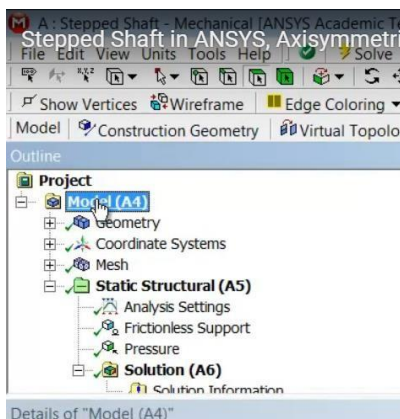 A : Stepped Shaft - Mechanical [ANSYS Academic Te
Stepped Shaft in ANSYS, Axisymmetri
File Edit View Units Tools Help Solve
Show Vertices Wireframe Edge Coloring
Model Construction Geometry Virtual Topolo
Outline
Project
Model (A4)
Geometry
Coordinate Systems
Mesh
Static Structural (A5)
Analysis Settings
Frictionless Support
Pressure
Solution (A6)
Solution Information
Details of "Model (A4)"